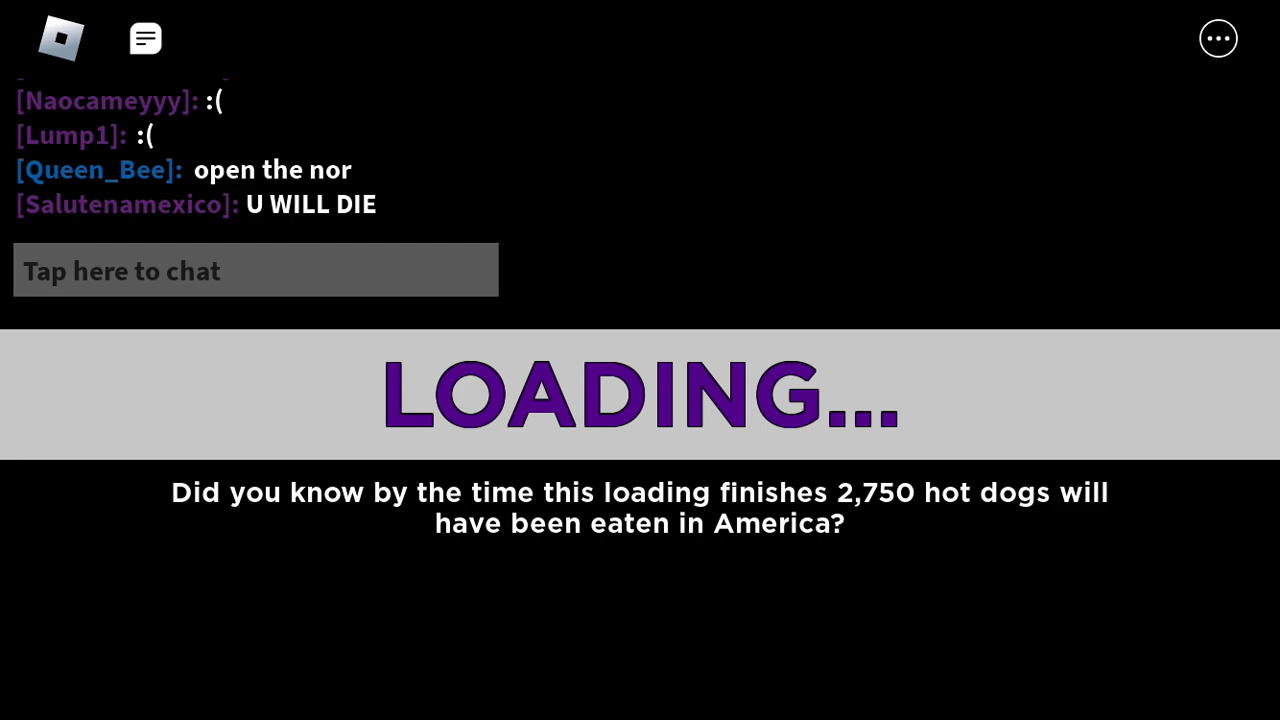 [Naocameyyy]: :(
[Lump1]: :(
[Queen_Bee]: open the nor
[Salutenamexico]: U WILL DIE
Tap here to chat
LOADING...
Did you know by the time this loading finishes 2,750 hot dogs will
have been eaten in America?